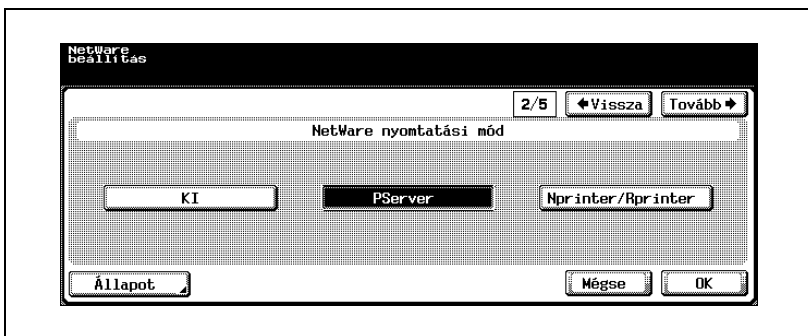 NetWare
beállítás
2/5 Vissza Tovább
NetWare nyomtatási mód
KI PServer Nprinter/Rprinter
Állapot Mégse OK